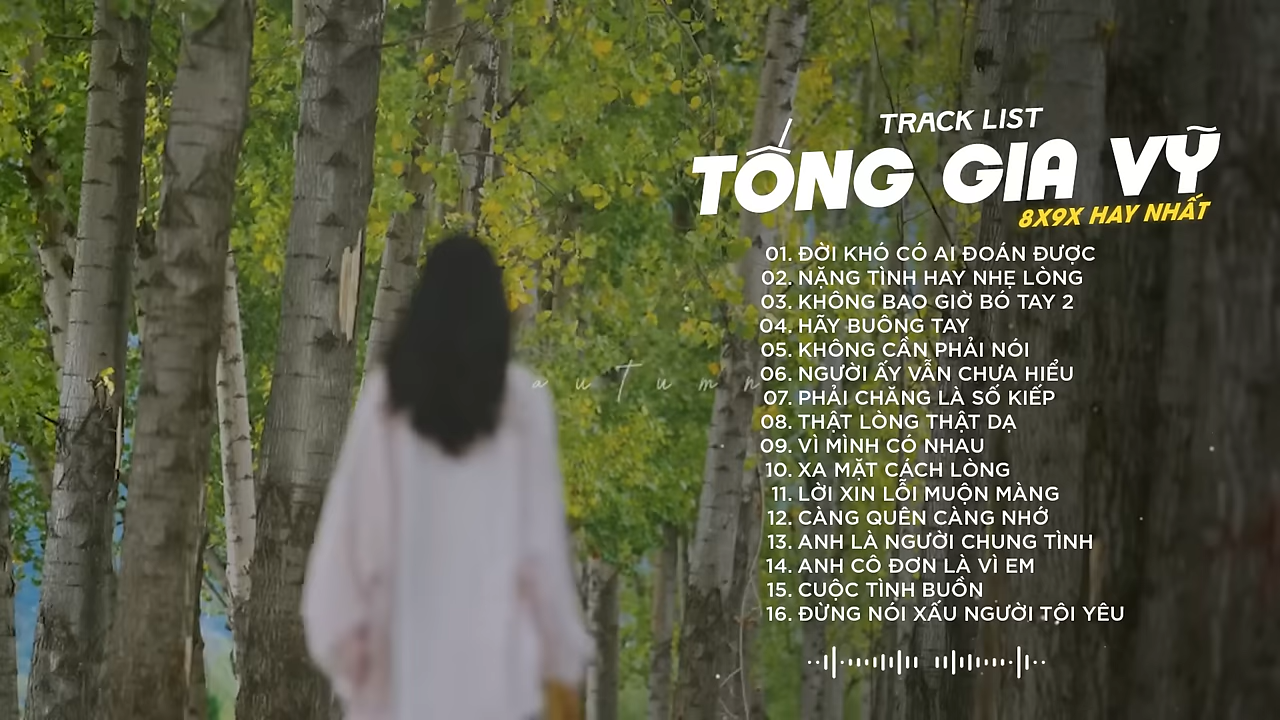 TRACK LIST
TỐNG GIA VỸ
8X9X HAY NHẤT
01. ĐỜI KHÓ CÓ AI ĐOÁN ĐƯỢC
02. NẶNG TÌNH HAY NHẸ LÒNG
03. KHÔNG BAO GIỜ BÓ TAY 2
04. HÃY BUÔNG TAY
05. KHÔNG CẦN PHẢI NÓI
06. NGƯỜI ẤY VẪN CHƯA HIỂU
autumn
07. PHẢI CHĂNG LÀ SỐ KIẾP
08. THẬT LÒNG THẬT DẠ
09. VÌ MÌNH CÓ NHAU
10. XA MẶT CÁCH LÒNG
11. LỜI XIN LỖI MUỘN MÀNG
12. CÀNG QUÊN CÀNG NHỚ
13. ANH LÀ NGƯỜI CHUNG TÌNH
14. ANH CÔ ĐƠN LÀ VÌ EM
15. CUỘC TÌNH BUỒN
16. ĐỪNG NÓI XẤU NGƯỜI TÔI YÊU